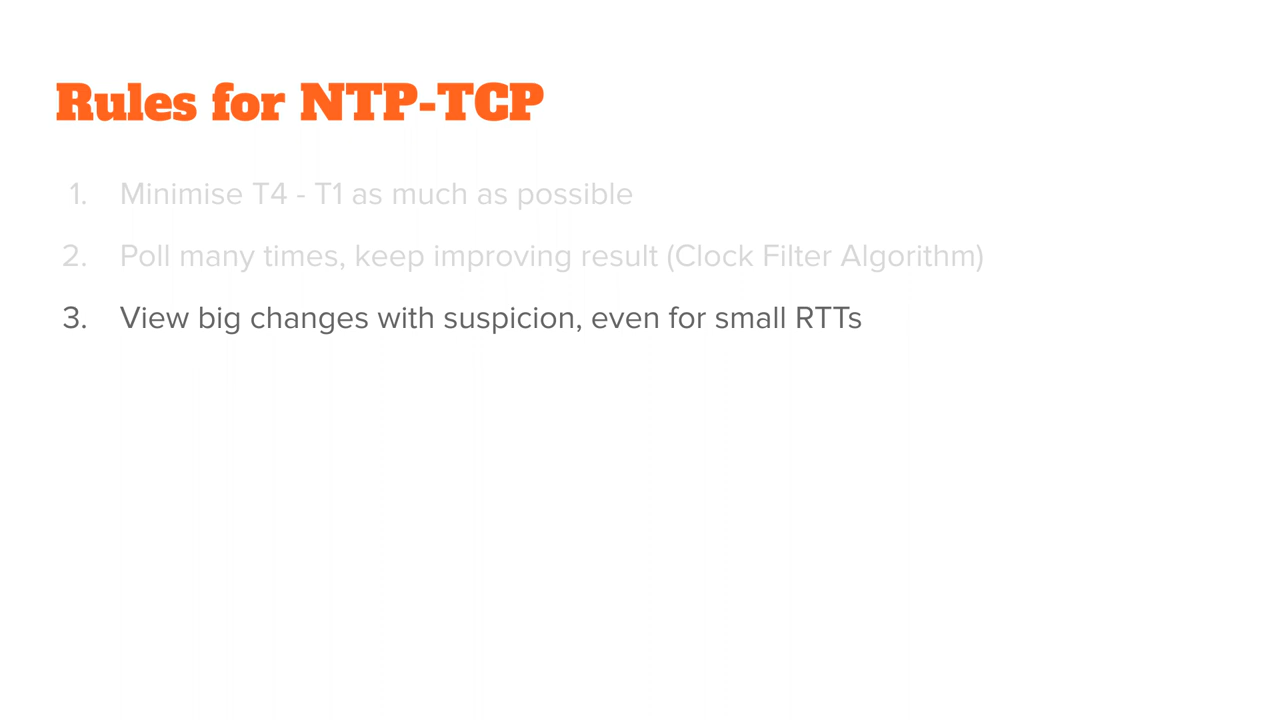 Rules for NTP-TCP
1. Minimise T4 - T1 as much as possible
2. Poll many times, keep improving result (Clock Filter Algorithm)
3. View big changes with suspicion, even for small RTTs